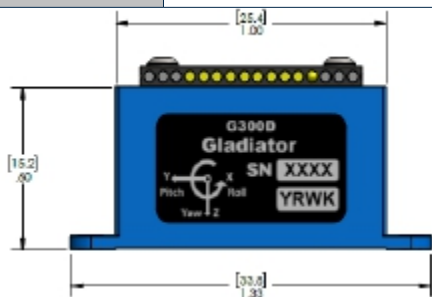 [25.4]
1.00
[15.2]
.60
G300D
Gladiator
SN XXXX
Y X
Pitch Roll
YRWK
Yaw Z
[33.8]
1.33